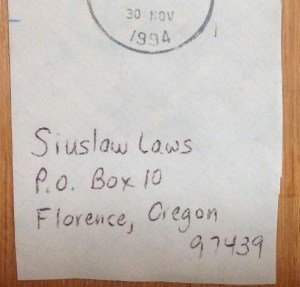 30 NOV
1994
Siuslaw Laws
P.O. Box 10
Florence, Oregon
97439